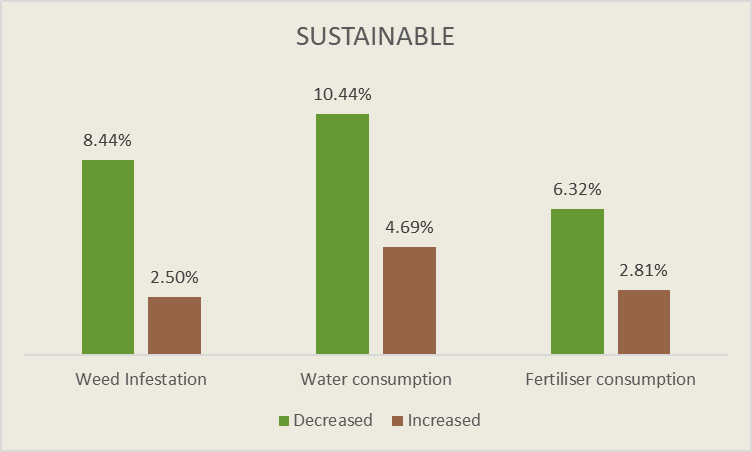 SUSTAINABLE
10.44%
8.44%
6.32%
4.69%
2.50%
2.81%
Weed Infestation
Water consumption
Fertiliser consumption
Decreased
Increased